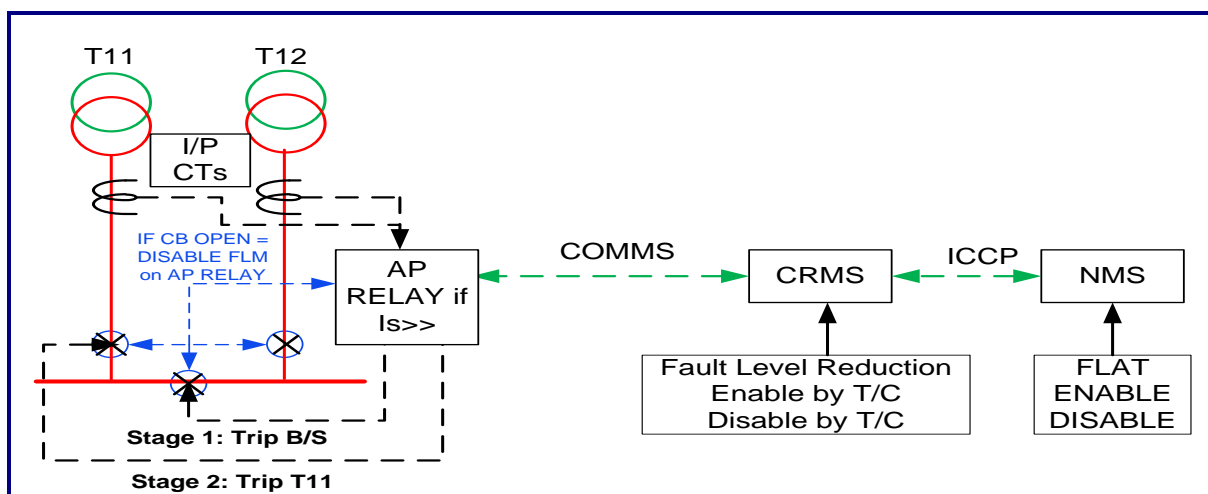 T11
T12
I/P
CTs
IF CB OPEN =
DISABLE FLM
on AP RELAY
AP
RELAY if
Is>>
COMMS
CRMS
ICCP
NMS
Fault Level Reduction
Enable by T/C
Disable by T/C
FLAT
ENABLE
DISABLE
Stage 1: Trip B/S
Stage 2: Trip T11